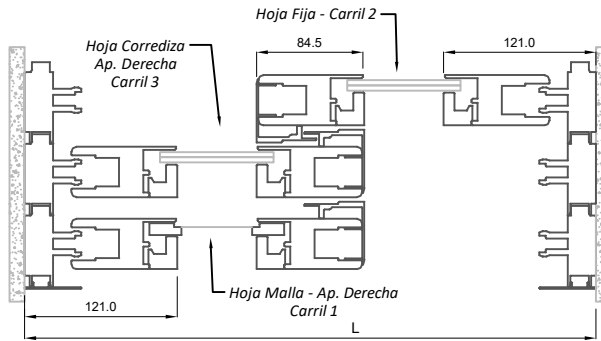 Hoja Fija - Carril 2
Hoja Corrediza
Ap. Derecha
Carril 3
84.5
121.0
Hoja Malla - Ap. Derecha
Carril 1
121.0
L